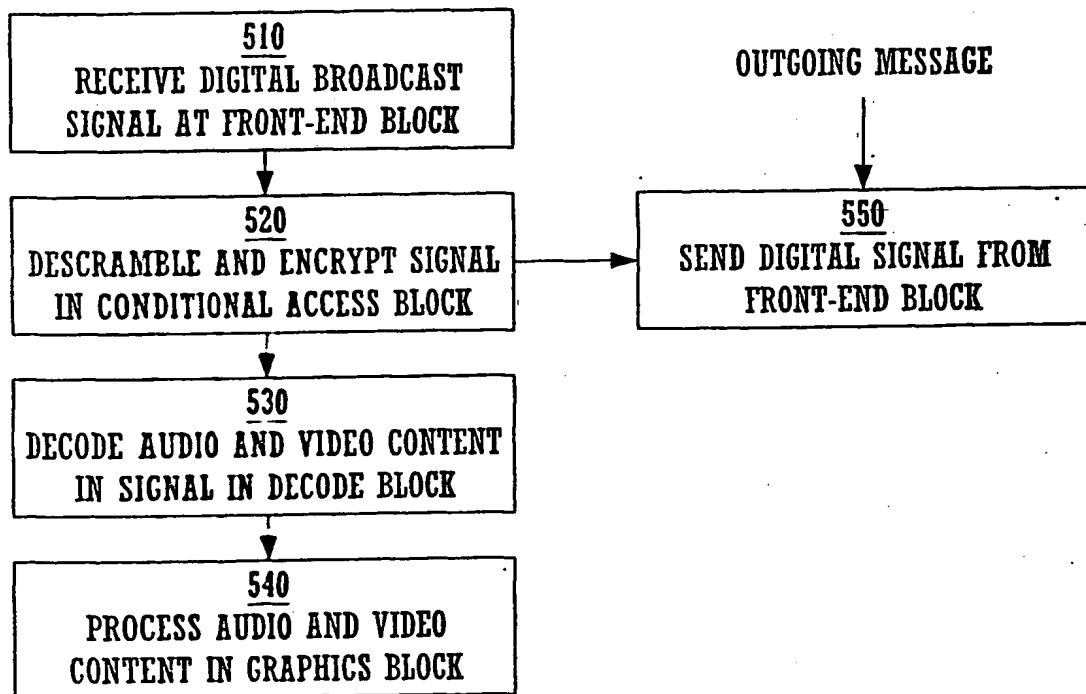 510
RECEIVE DIGITAL BROADCAST
SIGNAL AT FRONT-END BLOCK
OUTGOING MESSAGE
520
DESCRAMBLE AND ENCRYPT SIGNAL
IN CONDITIONAL ACCESS BLOCK
550
SEND DIGITAL SIGNAL FROM
FRONT-END BLOCK
530
DECODE AUDIO AND VIDEO CONTENT
IN SIGNAL IN DECODE BLOCK
540
PROCESS AUDIO AND VIDEO
CONTENT IN GRAPHICS BLOCK